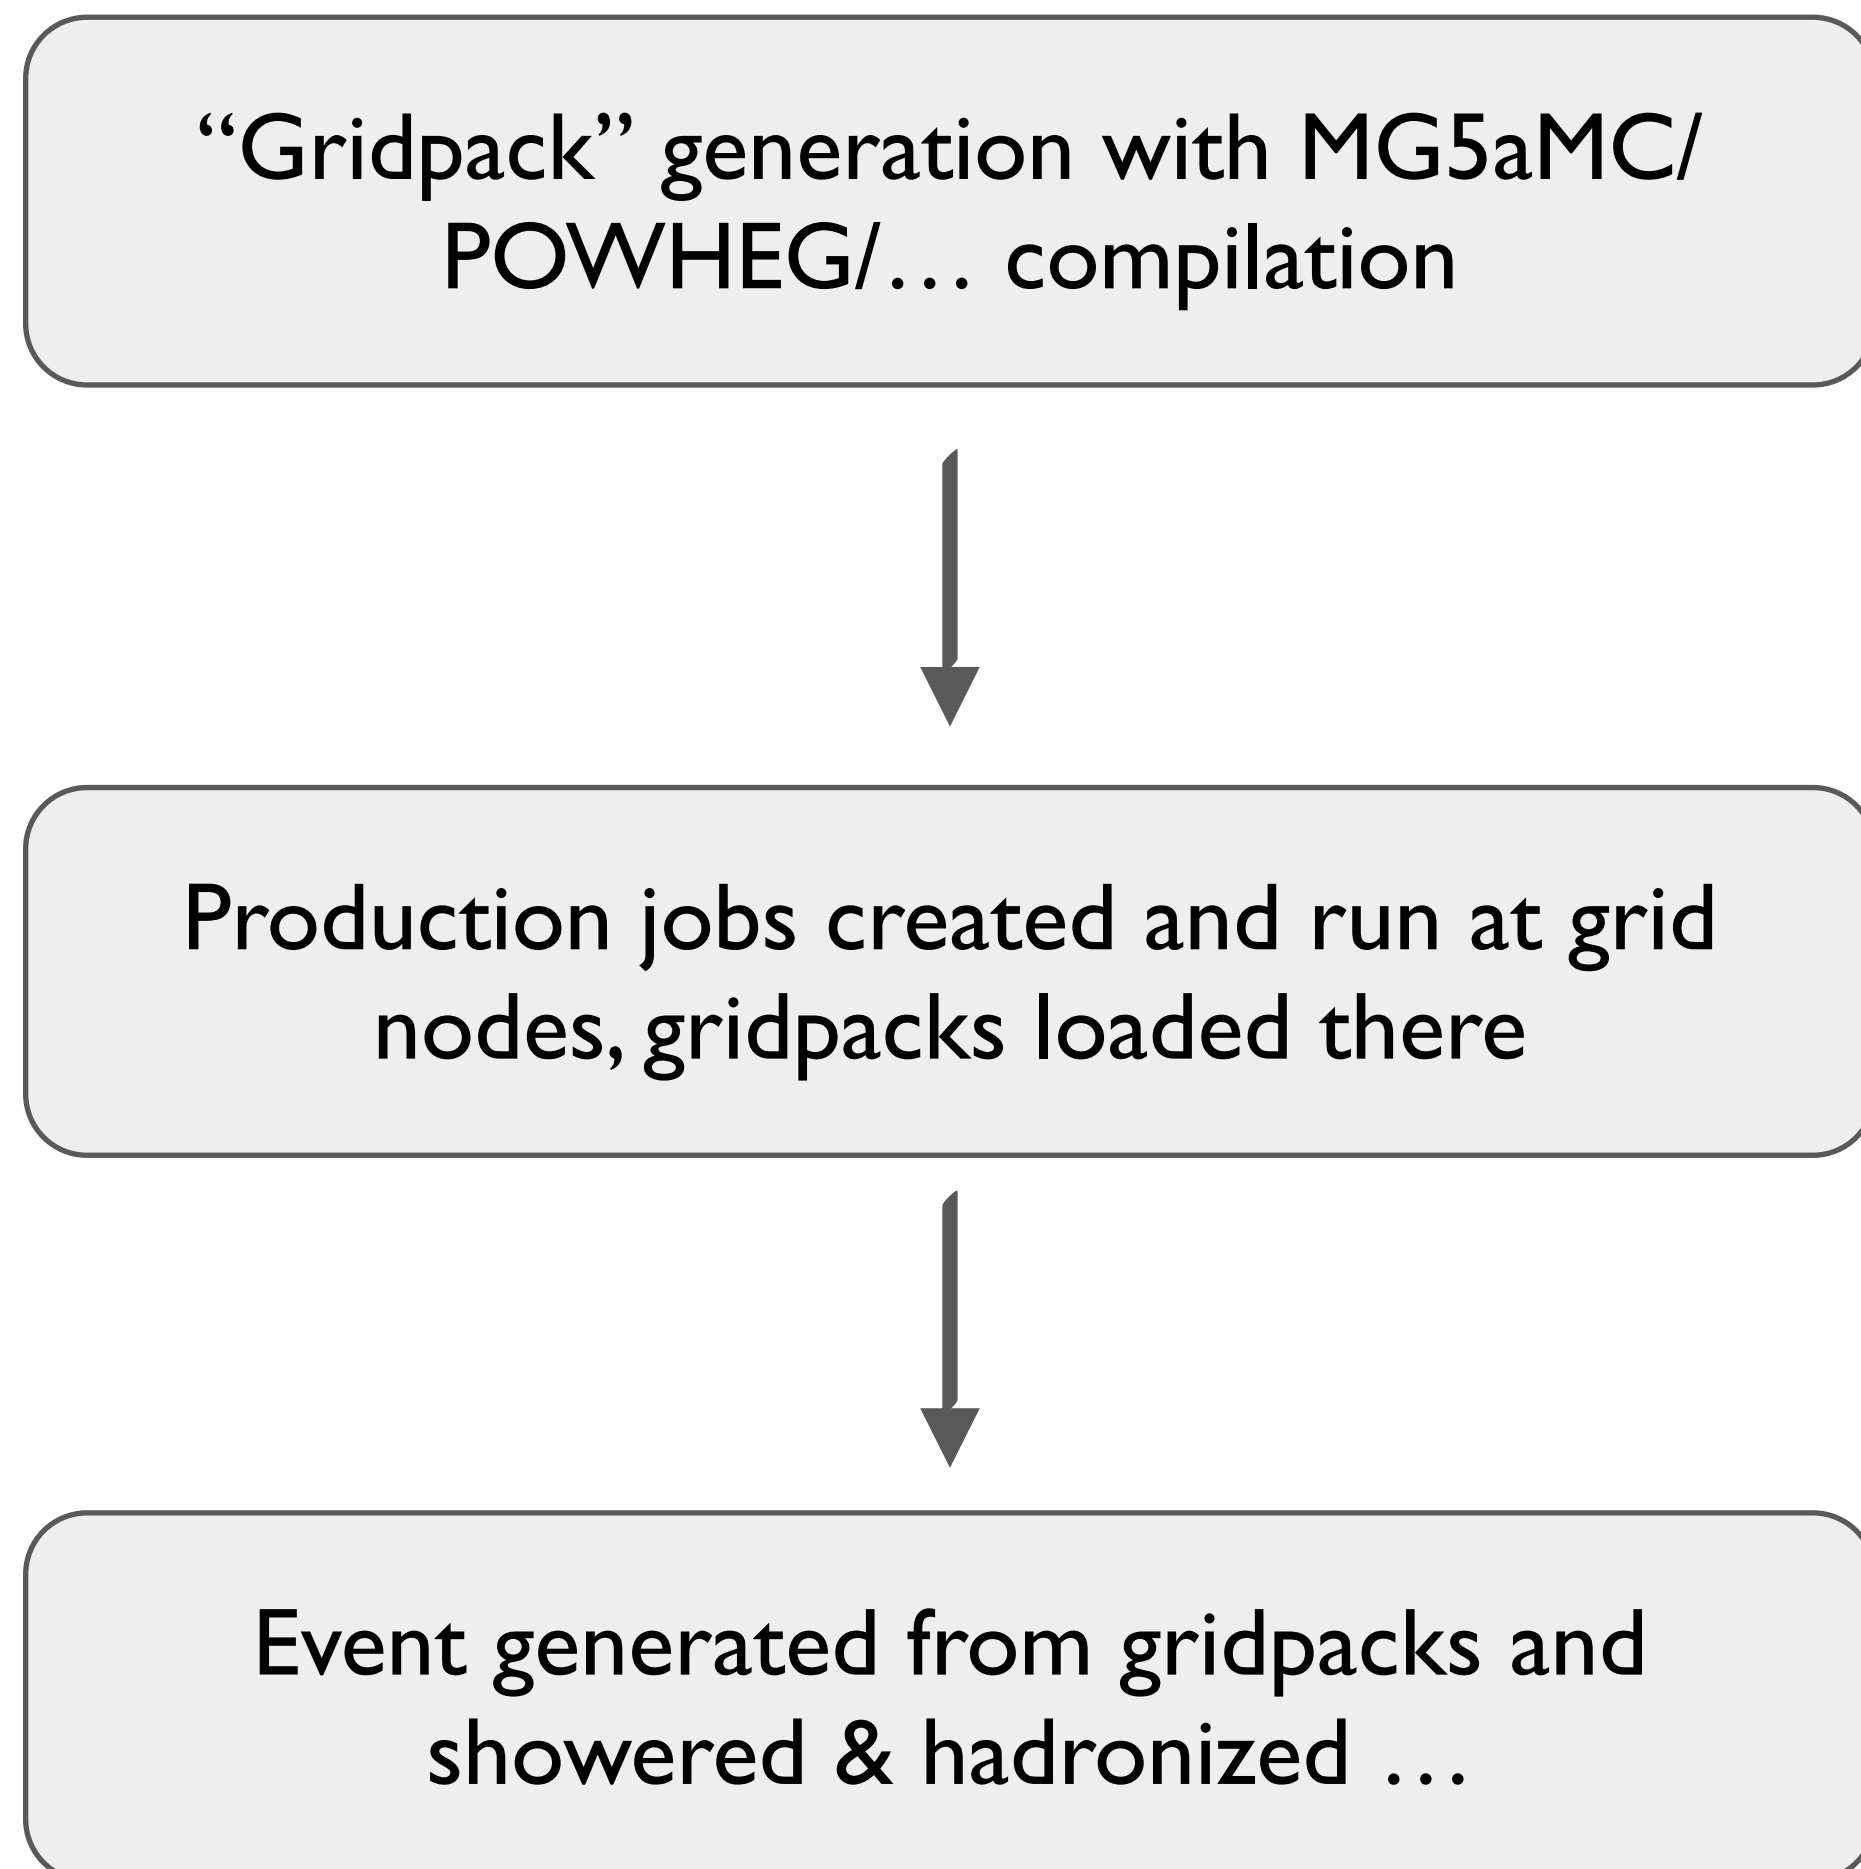 “Gridpack” generation with MG5aMC/
POWHEG/… compilation
Production jobs created and run at grid
nodes, gridpacks loaded there
Event generated from gridpacks and
showered & hadronized …